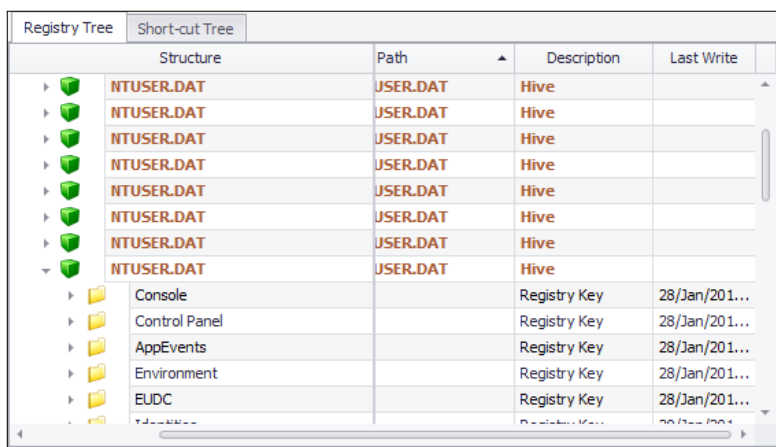 Registry Tree Short-cut Tree
Structure Path Description Last Write
NTUSER.DAT USER.DAT Hive
NTUSER.DAT USER.DAT Hive
NTUSER.DAT USER.DAT Hive
NTUSER.DAT USER.DAT Hive
NTUSER.DAT USER.DAT Hive
NTUSER.DAT USER.DAT Hive
NTUSER.DAT USER.DAT Hive
NTUSER.DAT USER.DAT Hive
Console Registry Key 28/Jan/201...
Control Panel Registry Key 28/Jan/201...
AppEvents Registry Key 28/Jan/201...
Environment Registry Key 28/Jan/201...
EUDC Registry Key 28/Jan/201...